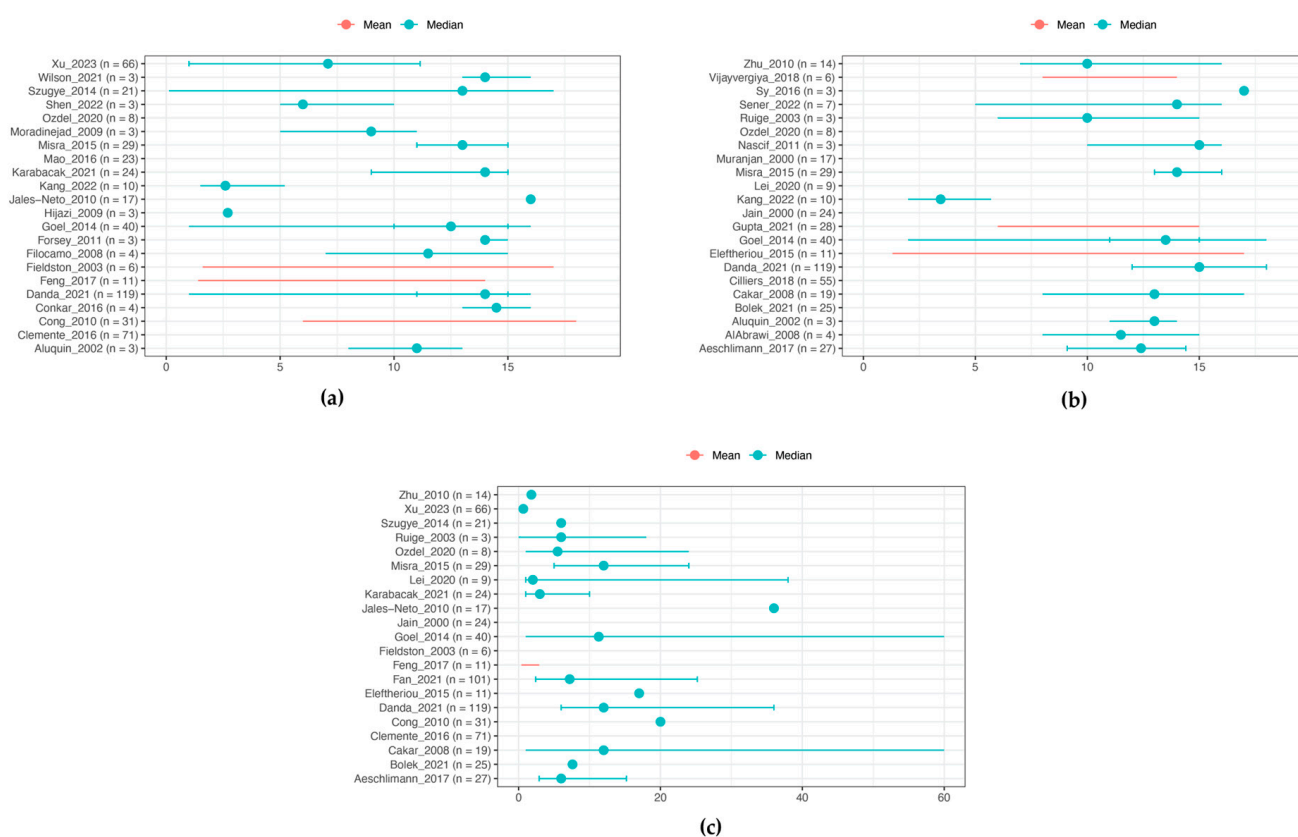 Mean Median
Xu_2023 (n = 66)
Wilson_2021 (n = 3)
Szugye_2014 (n = 21)
Shen_2022 (n = 3)
Ozdel_2020 (n = 8)
Moradinejad_2009 (n = 3)
Misra_2015 (n = 29)
Mao_2016 (n = 23)
Karabacak_2021 (n = 24)
Kang_2022 (n = 10)
Jales−Neto_2010 (n = 17)
Hijazi_2009 (n = 3)
Goel_2014 (n = 40)
Forsey_2011 (n = 3)
Filocamo_2008 (n = 4)
Fieldston_2003 (n = 6)
Feng_2017 (n = 11)
Danda_2021 (n = 119)
Conkar_2016 (n = 4)
Cong_2010 (n = 31)
Clemente_2016 (n = 71)
Aluquin_2002 (n = 3)
0 5 10 15
(a)
Mean Median
Zhu_2010 (n = 14)
Vijayvergiya_2018 (n = 6)
Sy_2016 (n = 3)
Sener_2022 (n = 7)
Ruige_2003 (n = 3)
Ozdel_2020 (n = 8)
Nascif_2011 (n = 3)
Muranjan_2000 (n = 17)
Misra_2015 (n = 29)
Lei_2020 (n = 9)
Kang_2022 (n = 10)
Jain_2000 (n = 24)
Gupta_2021 (n = 28)
Goel_2014 (n = 40)
Eleftheriou_2015 (n = 11)
Danda_2021 (n = 119)
Cilliers_2018 (n = 55)
Cakar_2008 (n = 19)
Bolek_2021 (n = 25)
Aluquin_2002 (n = 3)
AlAbrawi_2008 (n = 4)
Aeschlimann_2017 (n = 27)
0 5 10 15
(b)
Mean Median
Zhu_2010 (n = 14)
Xu_2023 (n = 66)
Szugye_2014 (n = 21)
Ruige_2003 (n = 3)
Ozdel_2020 (n = 8)
Misra_2015 (n = 29)
Lei_2020 (n = 9)
Karabacak_2021 (n = 24)
Jales−Neto_2010 (n = 17)
Jain_2000 (n = 24)
Goel_2014 (n = 40)
Fieldston_2003 (n = 6)
Feng_2017 (n = 11)
Fan_2021 (n = 101)
Eleftheriou_2015 (n = 11)
Danda_2021 (n = 119)
Cong_2010 (n = 31)
Clemente_2016 (n = 71)
Cakar_2008 (n = 19)
Bolek_2021 (n = 25)
Aeschlimann_2017 (n = 27)
0 20 40 60
(c)